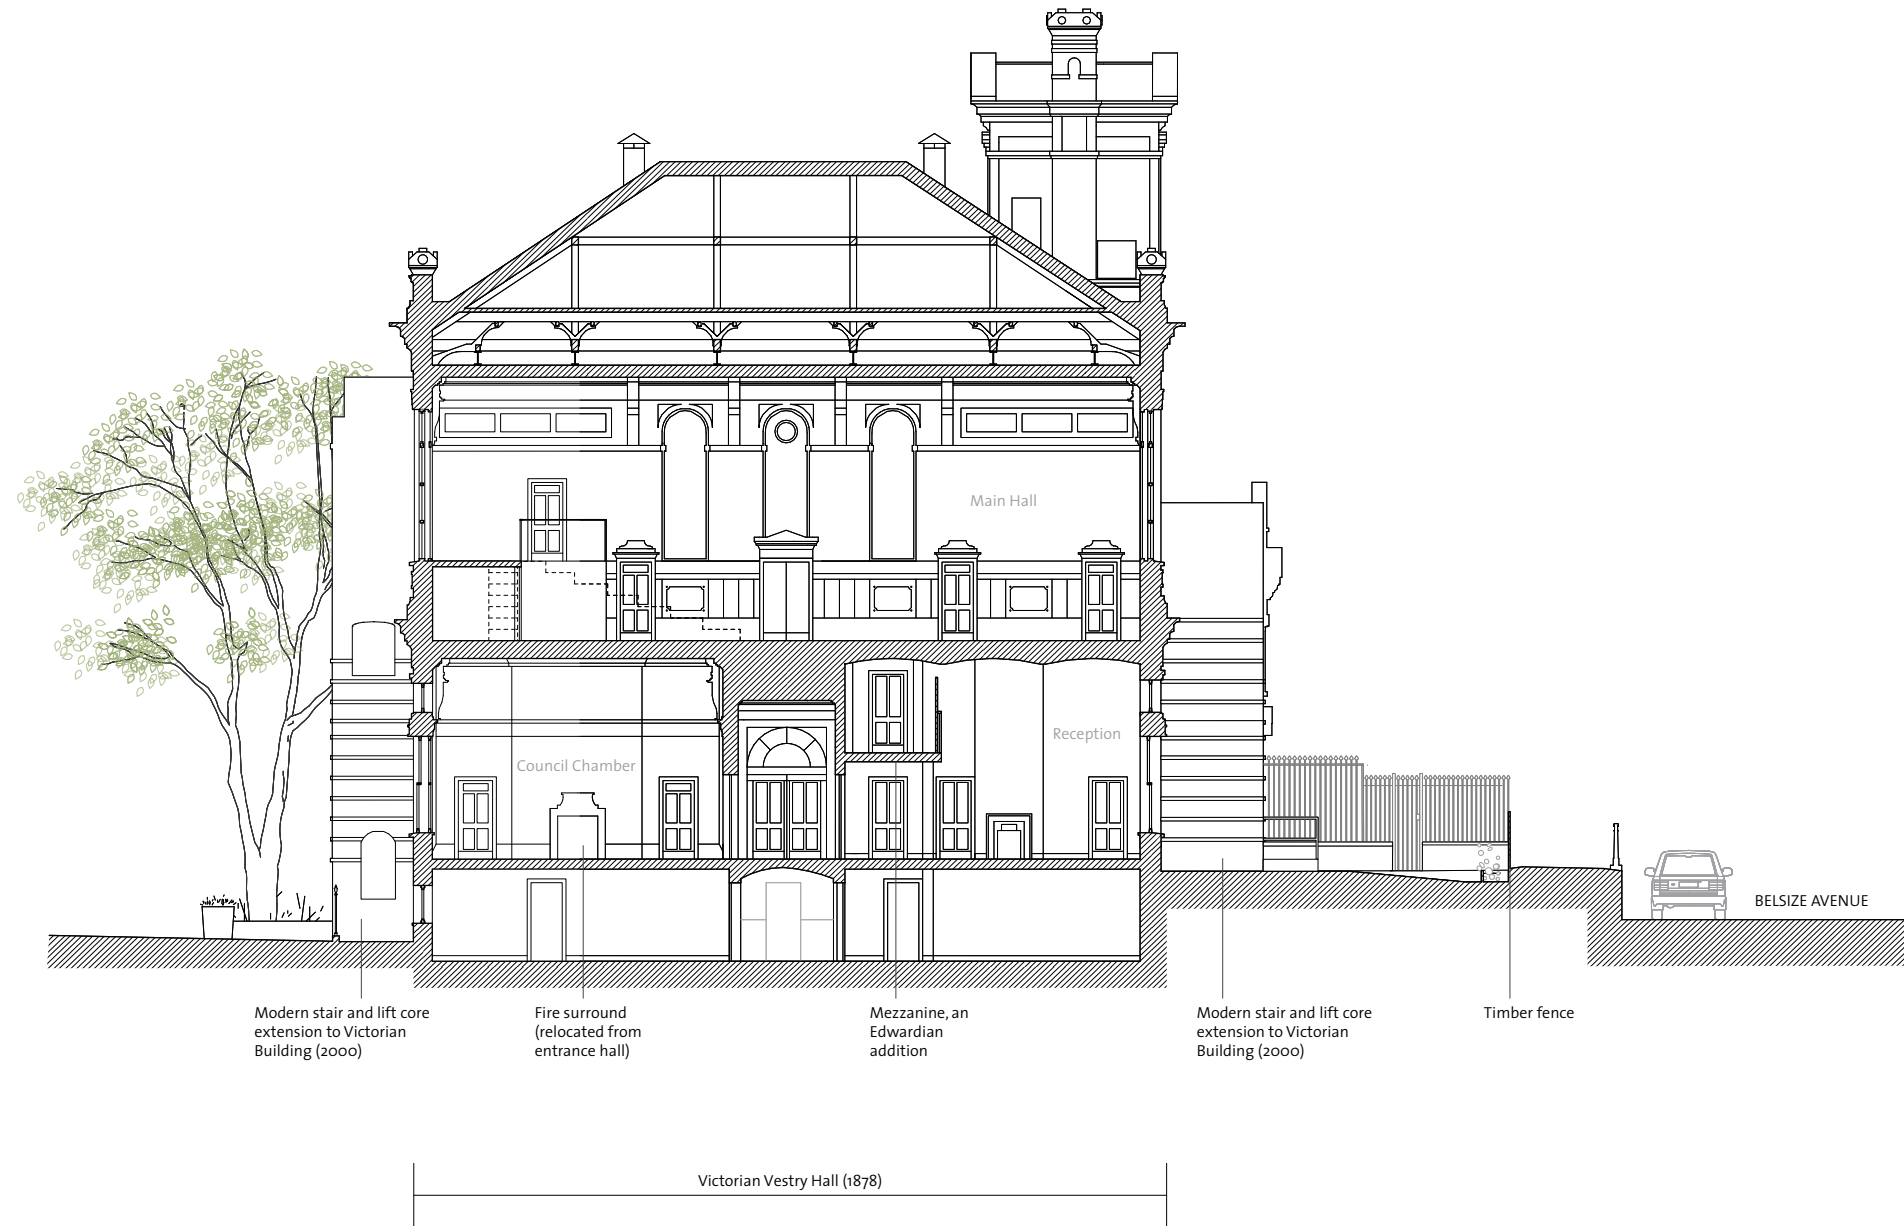 Main Hall
Reception
Council Chamber
BELSIZE AVENUE
Modern stair and lift core
extension to Victorian
Building (2000)
Fire surround
(relocated from
entrance hall)
Mezzanine, an
Edwardian
addition
Modern stair and lift core
extension to Victorian
Building (2000)
Timber fence
Victorian Vestry Hall (1878)